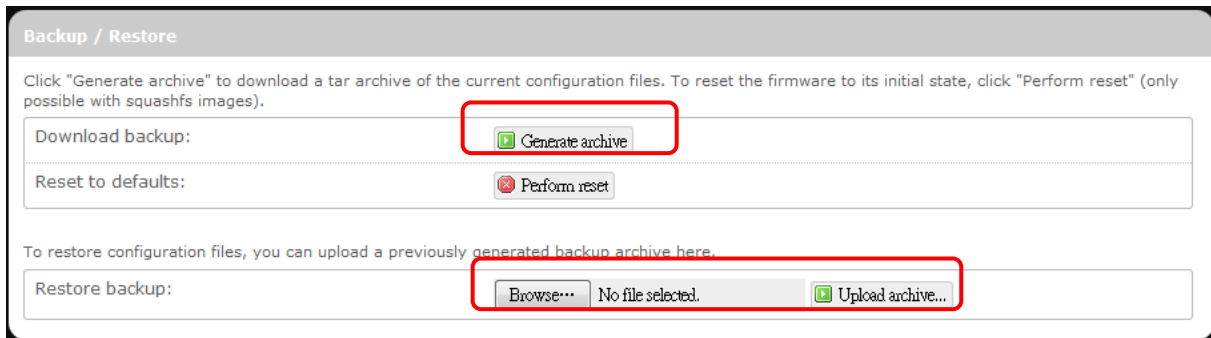 Backup / Restore
Click "Generate archive" to download a tar archive of the current configuration files. To reset the firmware to its initial state, click "Perform reset" (only
possible with squashfs images).
Download backup: Generate archive
Reset to defaults: Perform reset
To restore configuration files, you can upload a previously generated backup archive here.
Restore backup: Browse… No file selected. Upload archive...